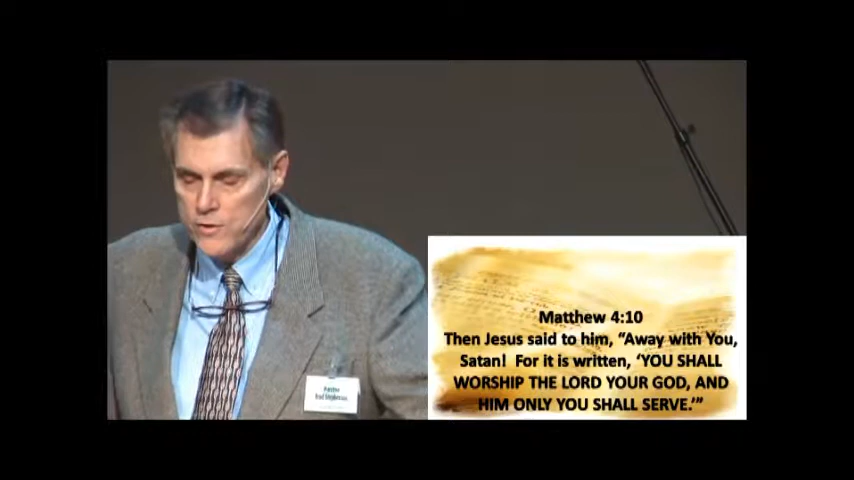 Matthew 4:10
Then Jesus said to him, "Away with You,
Satan!  For it is written, 'YOU SHALL
WORSHIP THE LORD YOUR GOD, AND
HIM ONLY YOU SHALL SERVE.'"